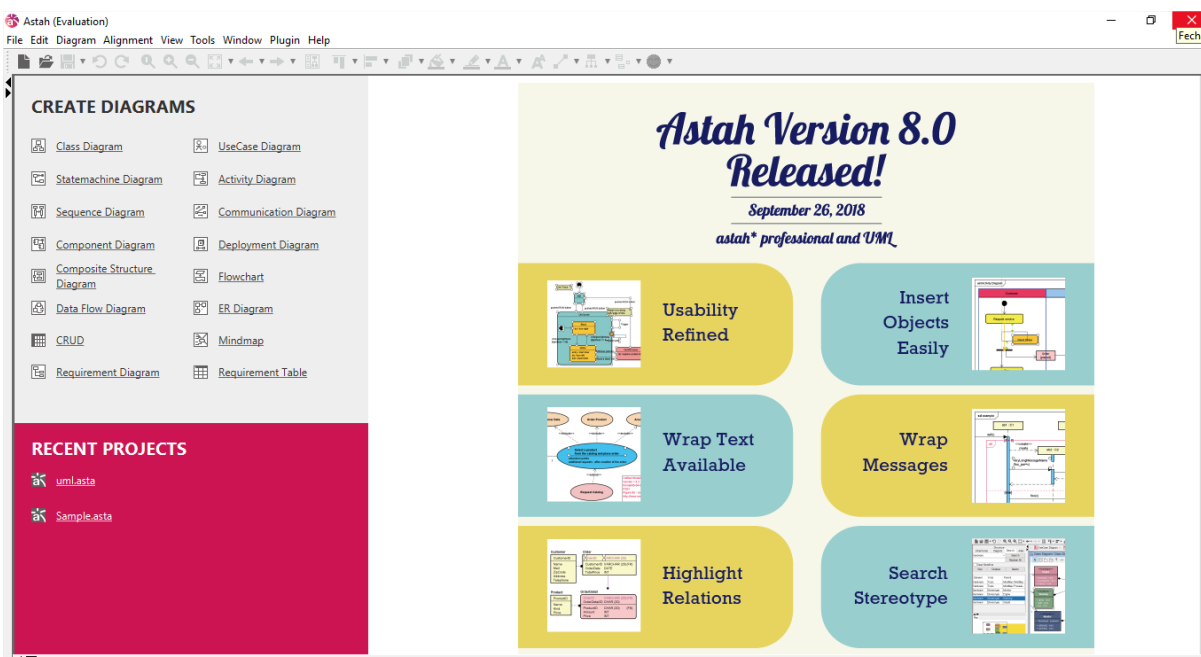 Astah (Evaluation)
File Edit Diagram Alignment View Tools Window Plugin Help
Fech
CREATE DIAGRAMS
Class Diagram
UseCase Diagram
Statemachine Diagram
Activity Diagram
Sequence Diagram
Communication Diagram
Component Diagram
Deployment Diagram
Composite Structure
Diagram
Flowchart
Data Flow Diagram
ER Diagram
CRUD
Mindmap
Requirement Diagram
Requirement Table
RECENT PROJECTS
uml.asta
Sample.asta
Astah Version 8.0
Released!
September 26, 2018
astah* professional and UML
Usability
Refined
Insert
Objects
Easily
Wrap Text
Available
Wrap
Messages
Highlight
Relations
Search
Stereotype